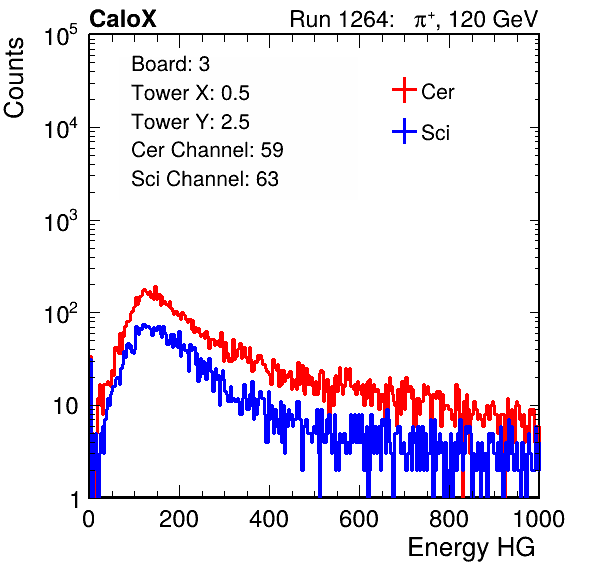 CaloX Run 1264: π⁺, 120 GeV
Counts
Board: 3
Tower X: 0.5
Tower Y: 2.5
Cer Channel: 59
Sci Channel: 63
Cer
Sci
10⁵
10⁴
10³
10²
10
1
0 200 400 600 800 1000
Energy HG